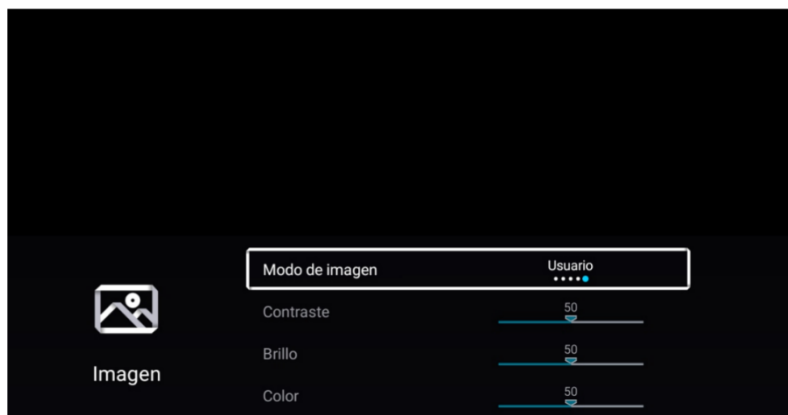 Modo de imagen
Usuario
Contraste
50
Brillo
50
Imagen
Color
50